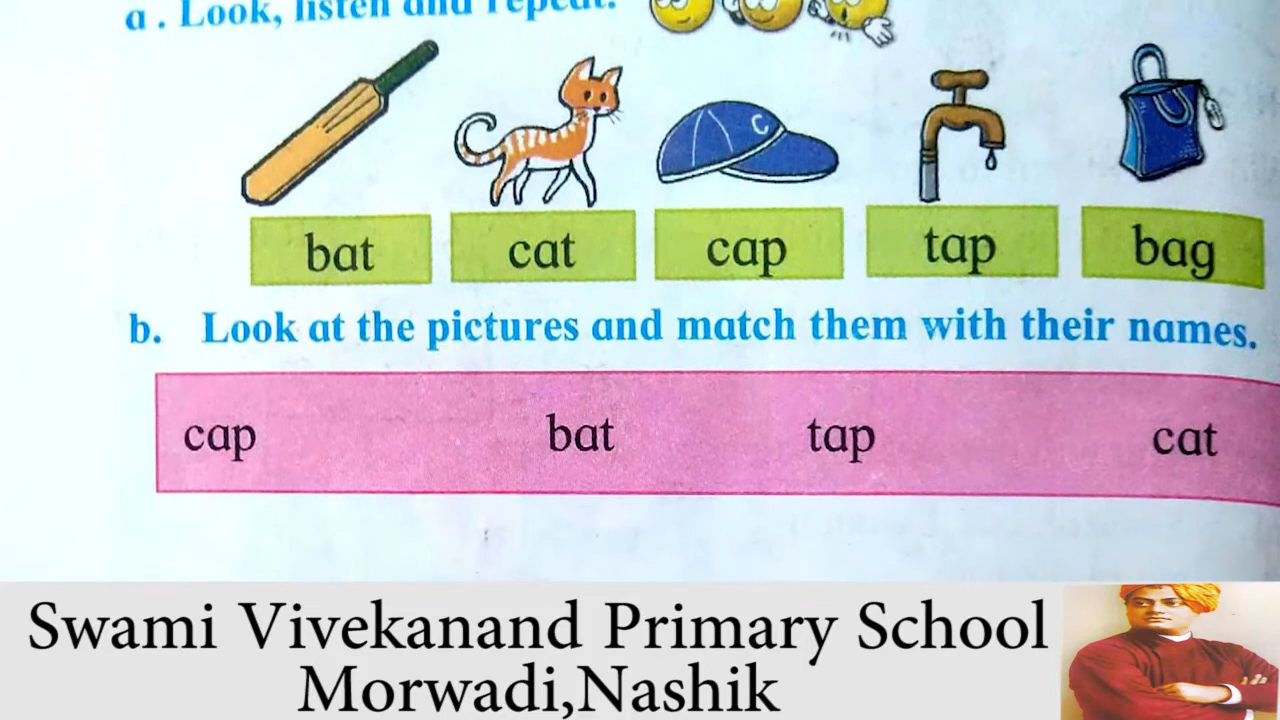 a. Look, listen and repeat.
C
bat cat cap tap bag
b. Look at the pictures and match them with their names.
cap bat tap cat
Swami Vivekanand Primary School
Morwadi,Nashik